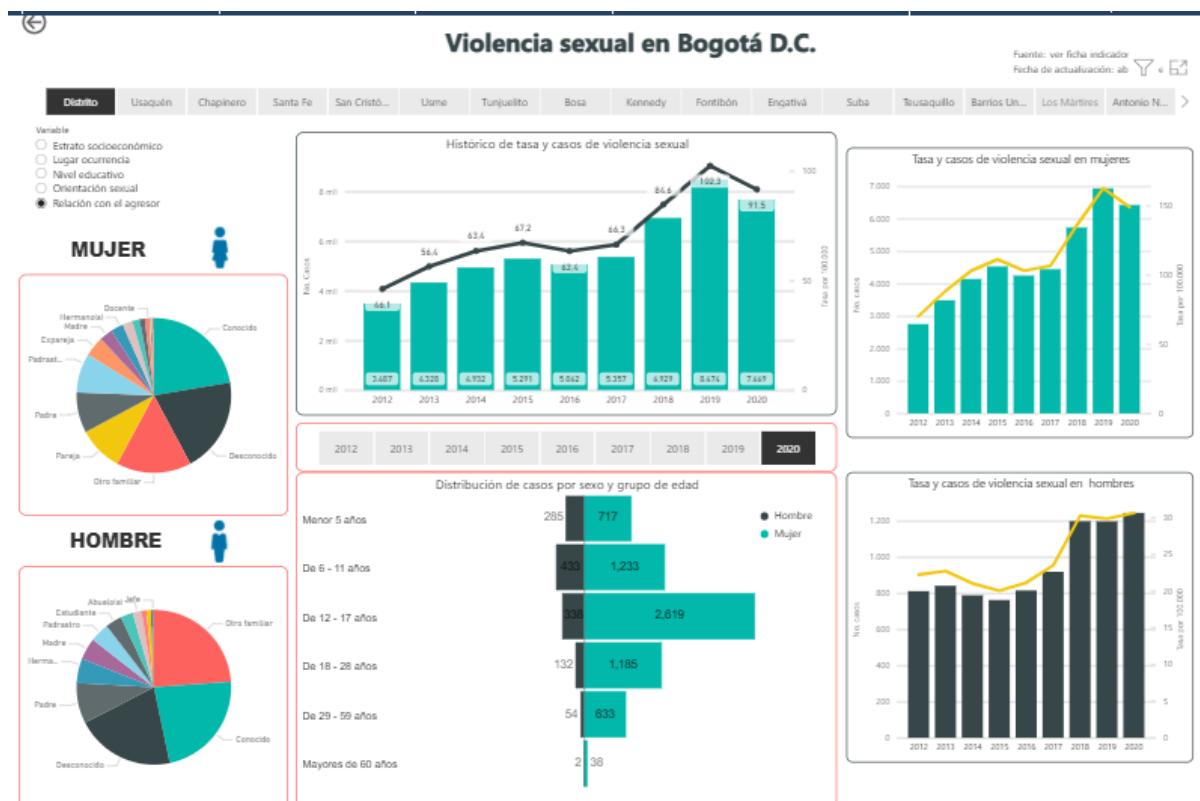 Violencia sexual en Bogotá D.C.
Fuente: ver ficha indicador
Fecha de actualización: ab
Distrito Usaquén Chapinero Santa Fe San Cristó... Usme Tunjuelito Bosa Kennedy Fontibón Engativá Suba Teusaquillo Barrios Un... Los Mártires Antonio N...
Variable
Estrato socioeconómico
Lugar ocurrencia
Nivel educativo
Orientación sexual
Relación con el agresor
MUJER
Docente
Hermano(a)
Madre
Expareja
Padrast...
Padre
Pareja
Otro familiar
Desconocido
Conocido
HOMBRE
Abuelo(a) Jefe
Estudiante
Padrastro
Madre
Herma...
Padre
Desconocido
Conocido
Otro familiar
Histórico de tasa y casos de violencia sexual
No. Casos
8 mil
6 mil
4 mil
2 mil
0 mil
46,1 56,4 63,4 67,2 62,4 66,3 84,6 102,3 91,5
3.487 4.328 4.932 5.291 5.062 5.357 6.929 8.474 7.669
2012 2013 2014 2015 2016 2017 2018 2019 2020
100
50
0
Tasa por 100.000
2012 2013 2014 2015 2016 2017 2018 2019 2020
Distribución de casos por sexo y grupo de edad
Hombre
Mujer
Menor 5 años 285 717
De 6 - 11 años 433 1,233
De 12 - 17 años 338 2,619
De 18 - 28 años 132 1,185
De 29 - 59 años 54 633
Mayores de 60 años 2 38
Tasa y casos de violencia sexual en mujeres
No. casos
7.000
6.000
5.000
4.000
3.000
2.000
1.000
0
150
100
50
0
Tasa por 100.000
2012 2013 2014 2015 2016 2017 2018 2019 2020
Tasa y casos de violencia sexual en hombres
No. casos
1.200
1.000
800
600
400
200
0
30
25
20
15
10
5
0
Tasa por 100.000
2012 2013 2014 2015 2016 2017 2018 2019 2020